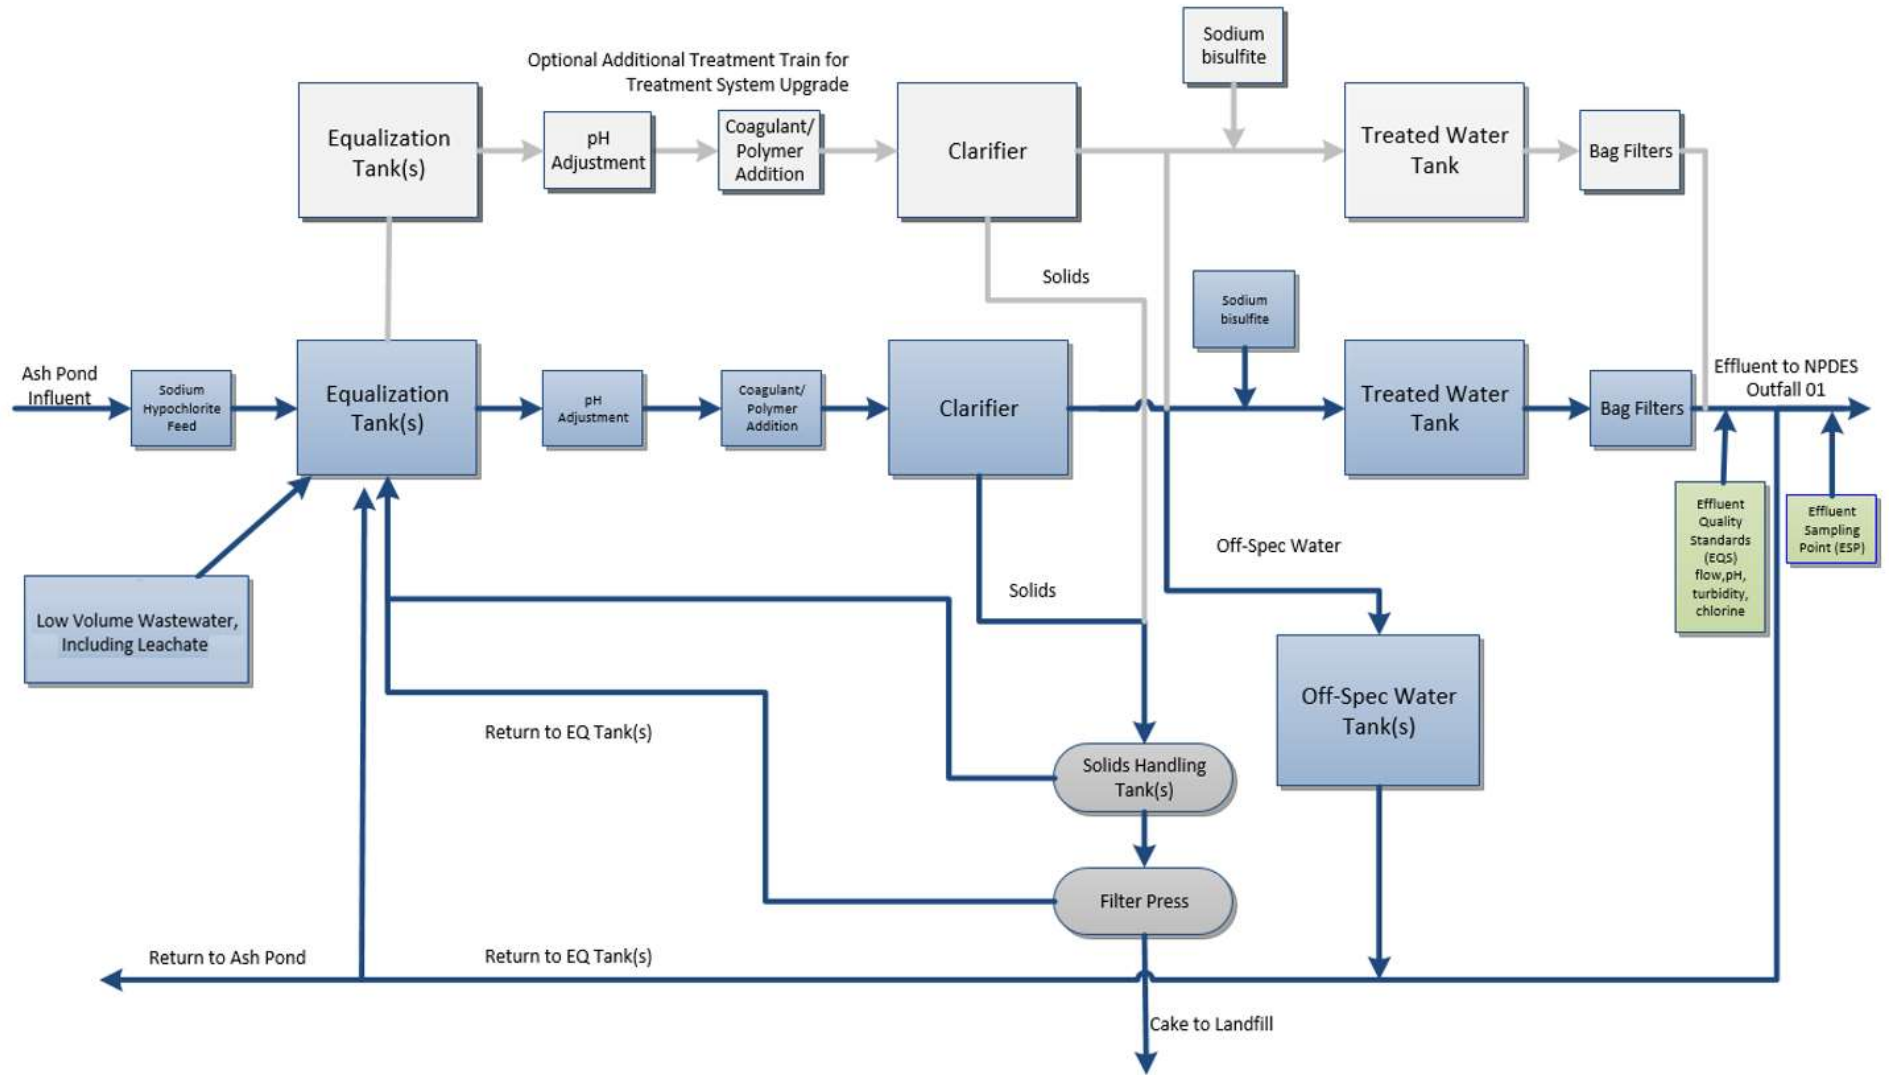 Sodium
bisulfite
Optional Additional Treatment Train for
Treatment System Upgrade
Equalization
Tank(s)
pH
Adjustment
Coagulant/
Polymer
Addition
Clarifier
Treated Water
Tank
Bag Filters
Solids
Sodium
bisulfite
Ash Pond
Influent
Sodium
Hypochlorite
Feed
Equalization
Tank(s)
pH
Adjustment
Coagulant/
Polymer
Addition
Clarifier
Treated Water
Tank
Bag Filters
Effluent to NPDES
Outfall 01
Effluent
Quality
Standards
(EQS)
flow,pH,
turbidity,
chlorine
Effluent
Sampling
Point (ESP)
Off-Spec Water
Solids
Low Volume Wastewater,
Including Leachate
Off-Spec Water
Tank(s)
Return to EQ Tank(s)
Solids Handling
Tank(s)
Filter Press
Return to Ash Pond
Return to EQ Tank(s)
Cake to Landfill